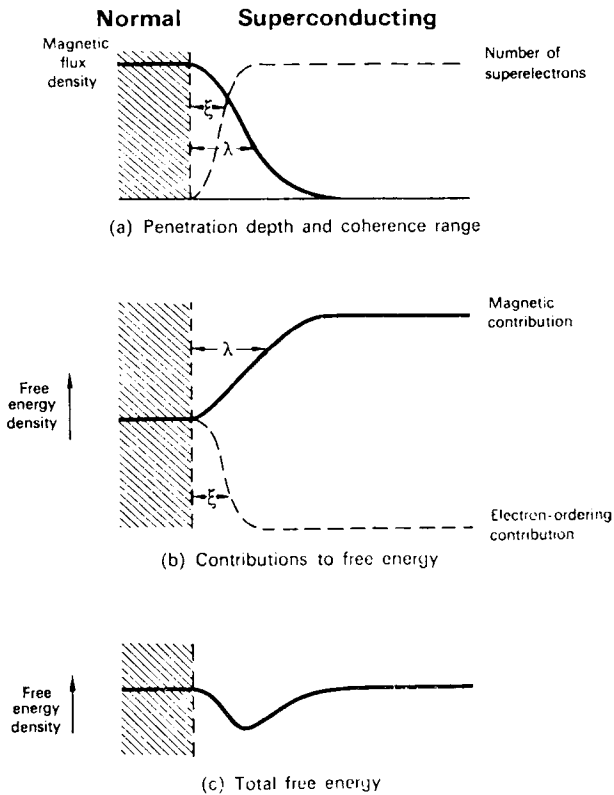 Normal Superconducting
Magnetic
flux
density
Number of
superelectrons
ξ
λ
(a) Penetration depth and coherence range
Magnetic
contribution
λ
Free
energy
density
ξ
Electron-ordering
contribution
(b) Contributions to free energy
Free
energy
density
(c) Total free energy